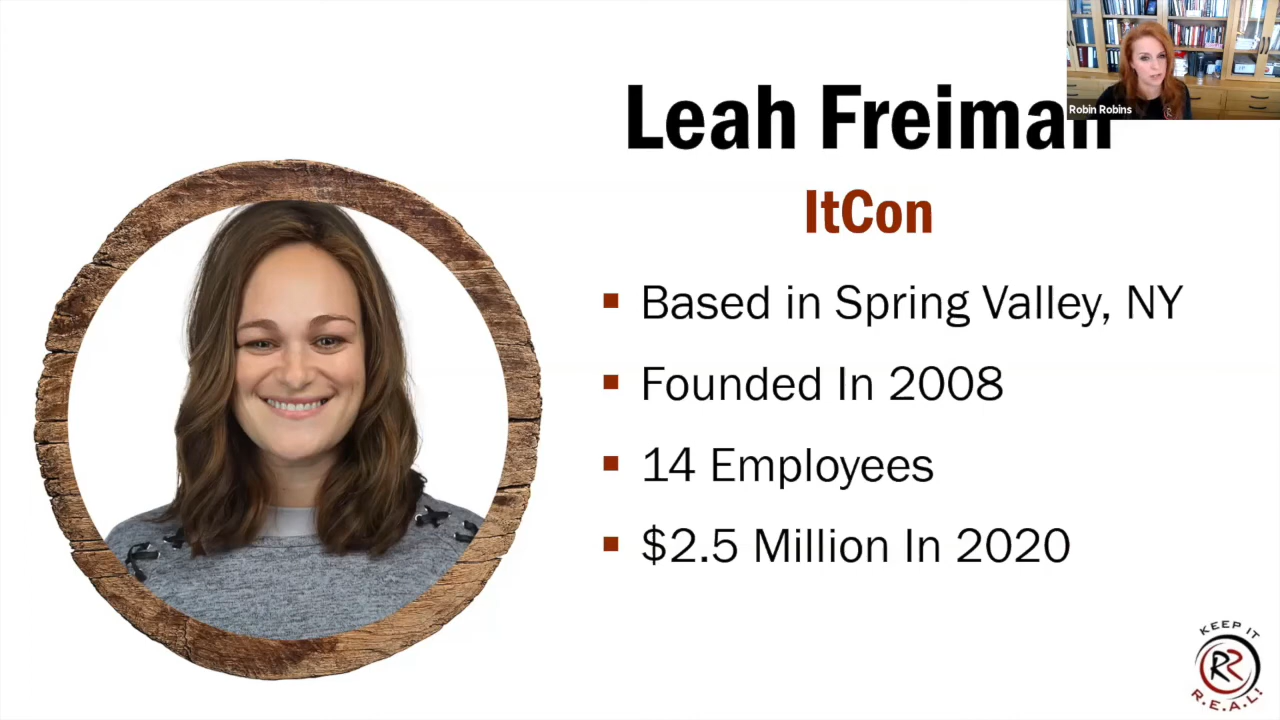 Leah Freiman
Robin Robins
ItCon
▪ Based in Spring Valley, NY
▪ Founded In 2008
▪ 14 Employees
▪ $2.5 Million In 2020
KEEP IT
RR
R.E.A.L!